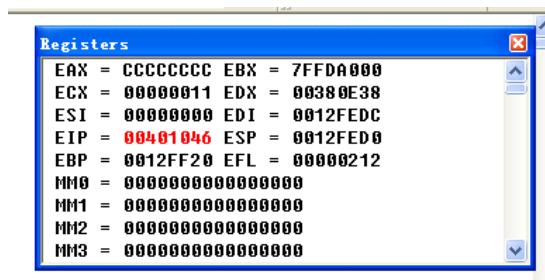 Registers
EAX = CCCCCCCC EBX = 7FFDA000
ECX = 00000011 EDX = 00380E38
ESI = 00000000 EDI = 0012FEDC
EIP = 00401046 ESP = 0012FED0
EBP = 0012FF20 EFL = 00000212
MM0 = 0000000000000000
MM1 = 0000000000000000
MM2 = 0000000000000000
MM3 = 0000000000000000